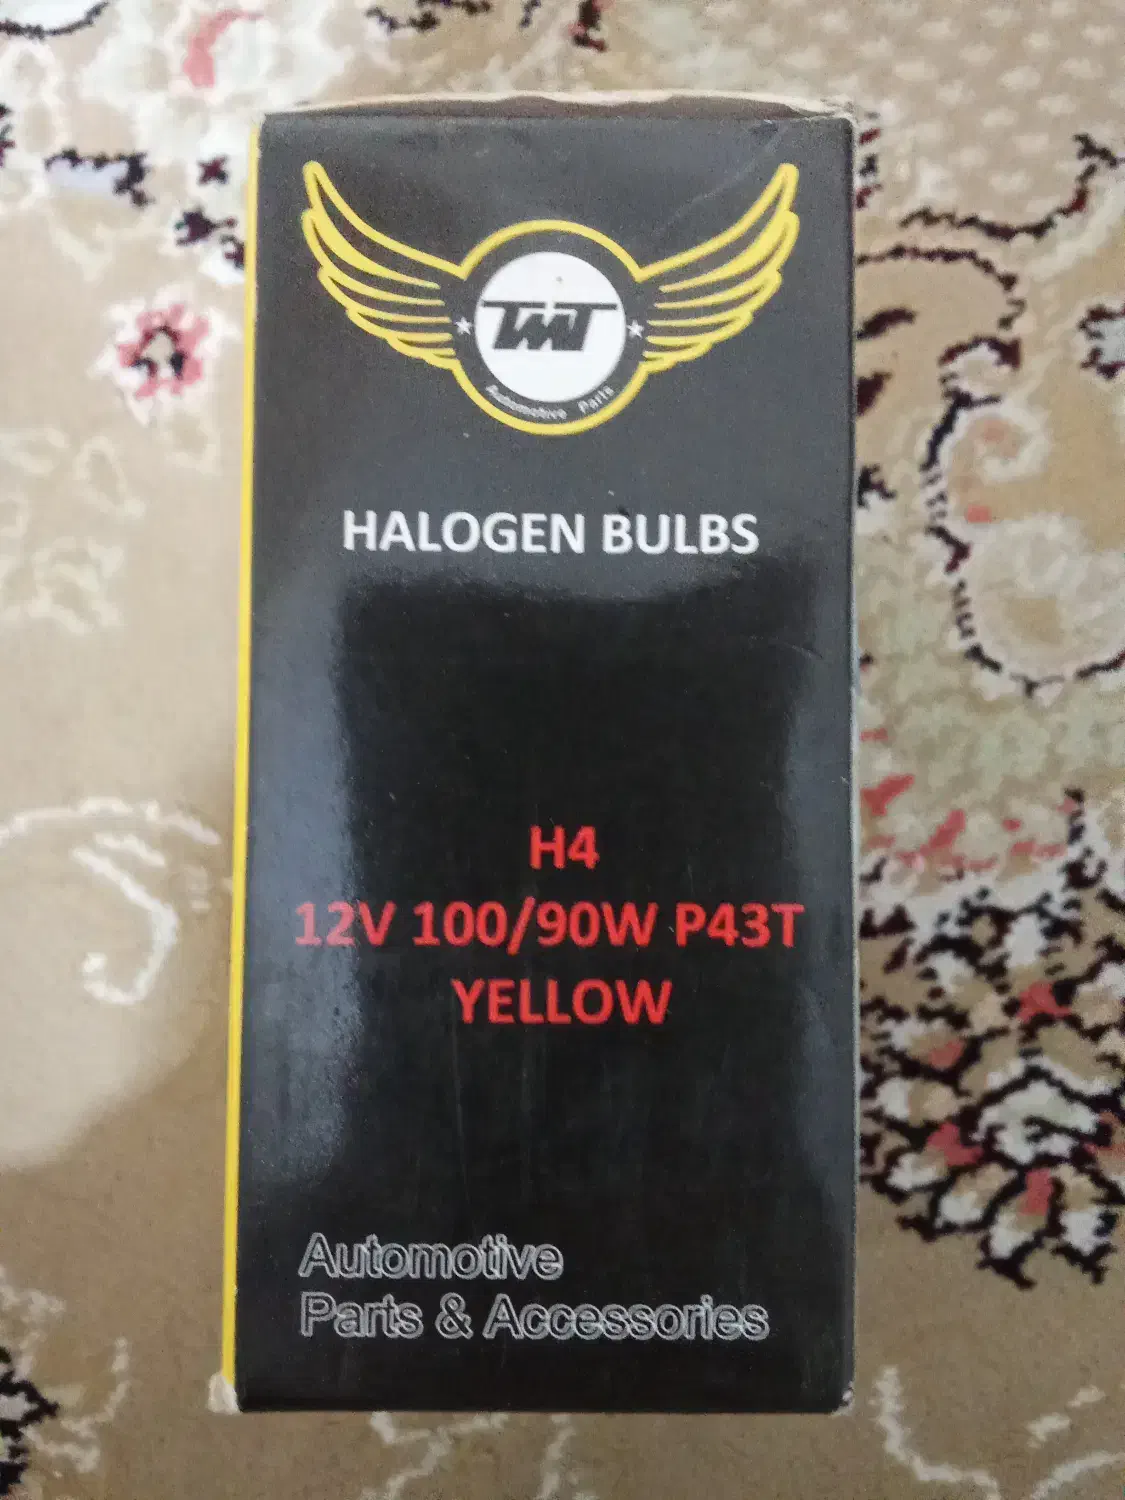 TMT
Automotive Parts
HALOGEN BULBS
H4
12V 100/90W P43T
YELLOW
Automotive
Parts & Accessories